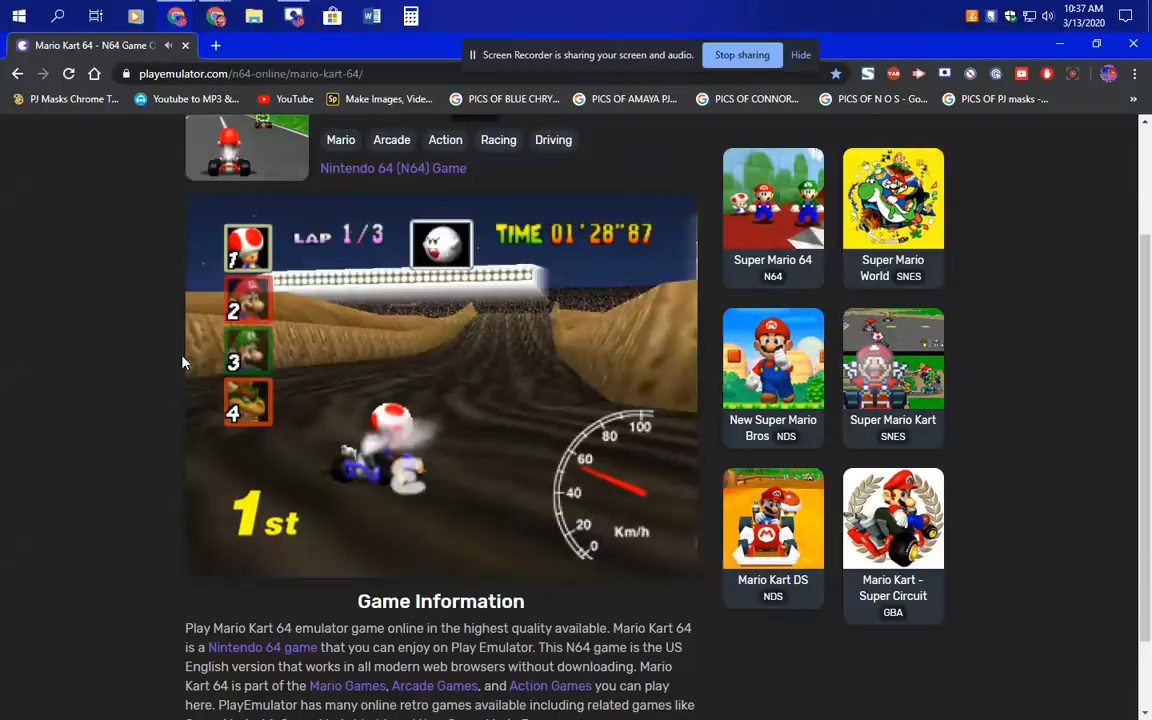 10:37 AM
3/13/2020
Mario Kart 64 - N64 Game
Screen Recorder is sharing your screen and audio.
Stop sharing
Hide
playemulator.com/n64-online/mario-kart-64/
PJ Masks Chrome T...
Youtube to MP3 &...
YouTube
Sp Make Images, Vide...
PICS OF BLUE CHRY...
PICS OF AMAYA PJ...
PICS OF CONNOR...
PICS OF N O S - Go...
PICS OF PJ masks -...
Mario
Arcade
Action
Racing
Driving
Nintendo 64 (N64) Game
LAP 1/3
TIME 01'28"87
1
2
3
4
1st
100
80
60
40
20
0
Km/h
Super Mario 64
N64
Super Mario
World SNES
New Super Mario
Bros NDS
Super Mario Kart
SNES
Mario Kart DS
NDS
Mario Kart -
Super Circuit
GBA
Game Information
Play Mario Kart 64 emulator game online in the highest quality available. Mario Kart 64
is a Nintendo 64 game that you can enjoy on Play Emulator. This N64 game is the US
English version that works in all modern web browsers without downloading. Mario
Kart 64 is part of the Mario Games, Arcade Games, and Action Games you can play
here. PlayEmulator has many online retro games available including related games like